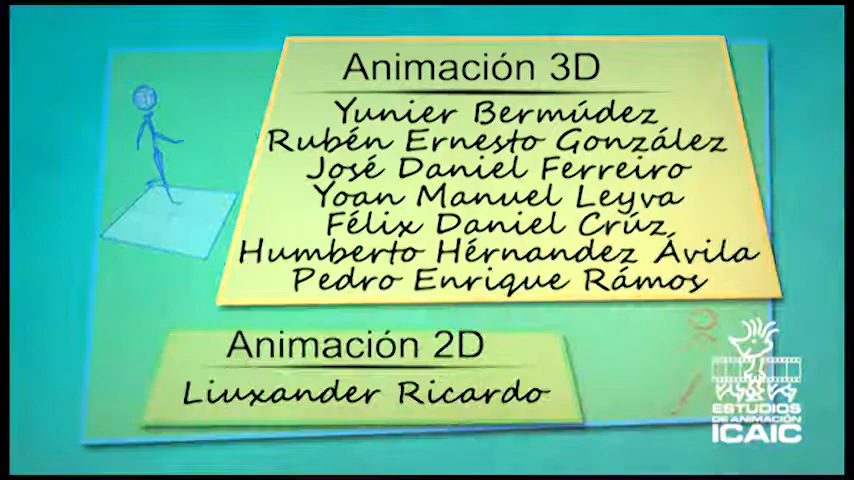 Animación 3D
Yunier Bermúdez
Rubén Ernesto González
José Daniel Ferreiro
Yoan Manuel Leyva
Félix Daniel Crúz
Humberto Hérnandez Ávila
Pedro Enrique Rámos
Animación 2D
Liuxander Ricardo
ESTUDIOS
DE ANIMACIÓN
ICAIC